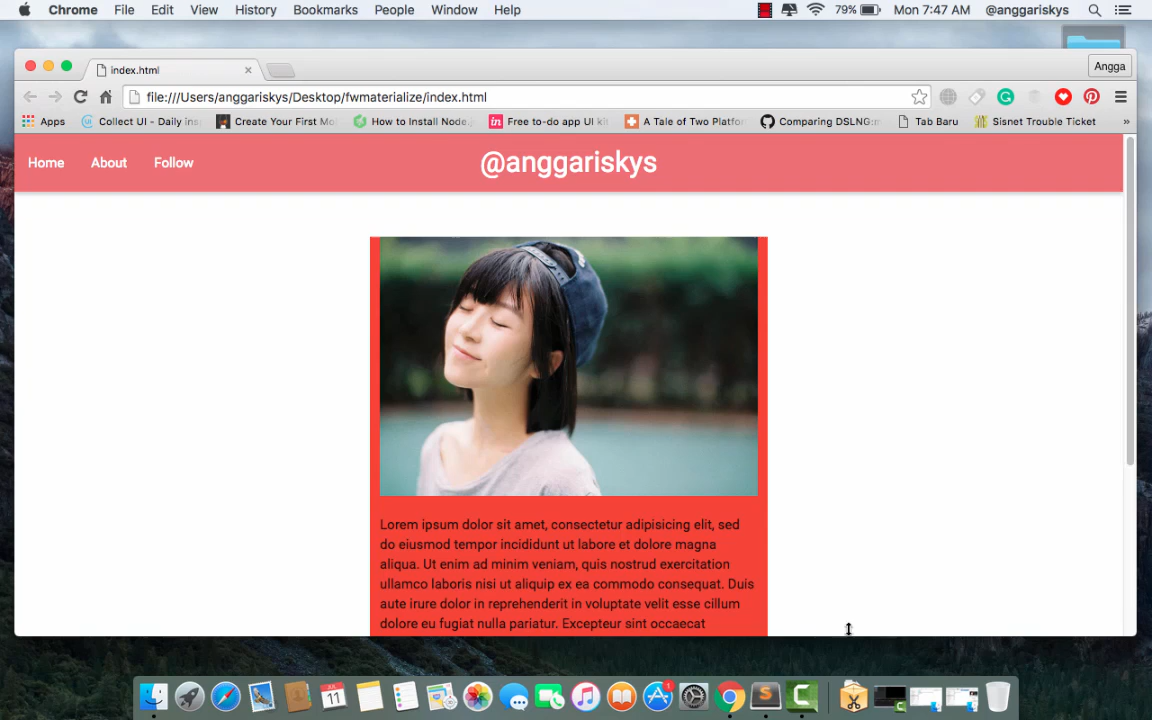 Chrome File Edit View History Bookmarks People Window Help 79% Mon 7:47 AM @anggariskys
index.html Angga
file:///Users/anggariskys/Desktop/fwmaterialize/index.html
Apps Collect UI - Daily ins Create Your First Mo How to Install Node.j Free to-do app UI kit A Tale of Two Platfor Comparing DSLNG:m Tab Baru Sisnet Trouble Ticket »
Home About Follow @anggariskys
Lorem ipsum dolor sit amet, consectetur adipisicing elit, sed
do eiusmod tempor incididunt ut labore et dolore magna
aliqua. Ut enim ad minim veniam, quis nostrud exercitation
ullamco laboris nisi ut aliquip ex ea commodo consequat. Duis
aute irure dolor in reprehenderit in voluptate velit esse cillum
dolore eu fugiat nulla pariatur. Excepteur sint occaecat
11
1